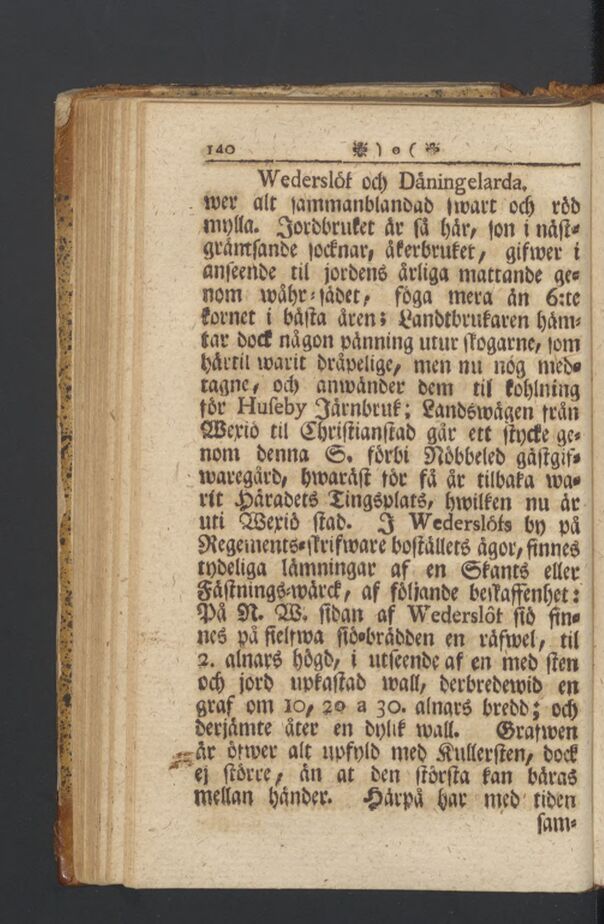 140 ❉ ) o ( ❉
Wederslöf och Dåningelarda.
wer alt sammanblandad swart och röd
mylla. Jordbruket är så här, son i näst-
gräntsande socknar, åkerbruket, gifwer i
anseende til jordens årliga mattande ge-
nom wåhr-sädet, föga mera än 6:te
kornet i bästa åren; Landtbrukaren häm-
tar dock någon pänning utur skogarne, som
härtil warit dråpelige, men nu nog med-
tagne, och anwänder dem til kohlning
för Huseby Järnbruk; Landswägen från
Wexiö til Christianstad går ett stycke ge-
nom denna S. förbi Nöbbeled gästgif-
waregård, hwaräst för få år tilbaka wa-
rit Häradets Tingsplats, hwilken nu är
uti Wexiö stad. J Wederslöfs by på
Regements-skrifware boställets ägor, finnes
tydeliga lämningar af en Skants eller
Fästnings-wärck, af följande beskaffenhet:
På N. W. sidan af Wederslöf siö fin-
nes på sielfwa siö-brädden en räfwel, til
2. alnars högd, i utseende af en med sten
och jord upkastad wall, derbredewid en
graf om 10, 20 a 30. alnars bredd; och
derjämte åter en dylik wall. Grafwen
är öfwer alt upfyld med Kullersten, dock
ej större, än at den största kan bäras
mellan händer. Härpå har med tiden
sam-